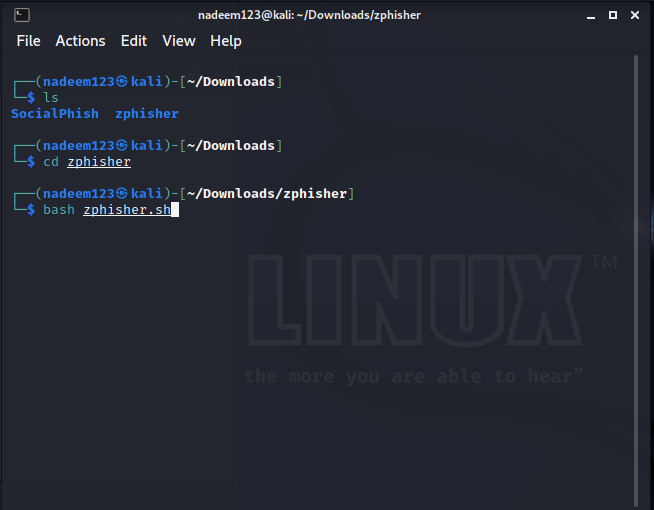 nadeem123@kali: ~/Downloads/zphisher
File Actions Edit View Help
┌──(nadeem123㉿kali)-[~/Downloads]
└─$ ls
SocialPhish zphisher
┌──(nadeem123㉿kali)-[~/Downloads]
└─$ cd zphisher
┌──(nadeem123㉿kali)-[~/Downloads/zphisher]
└─$ bash zphisher.sh
LINUX™
the more you are able to hear”